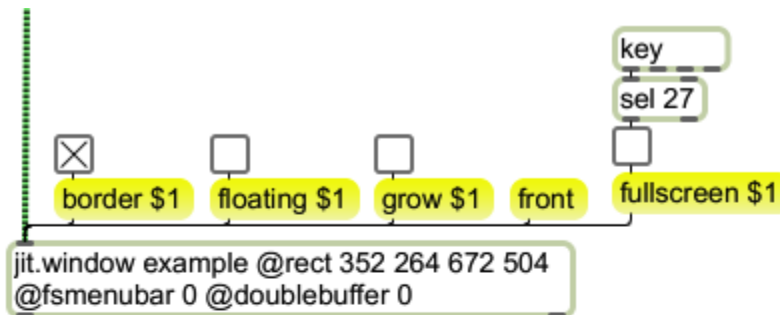 key
sel 27
border $1
floating $1
grow $1
front
fullscreen $1
jit.window example @rect 352 264 672 504
@fsmenubar 0 @doublebuffer 0